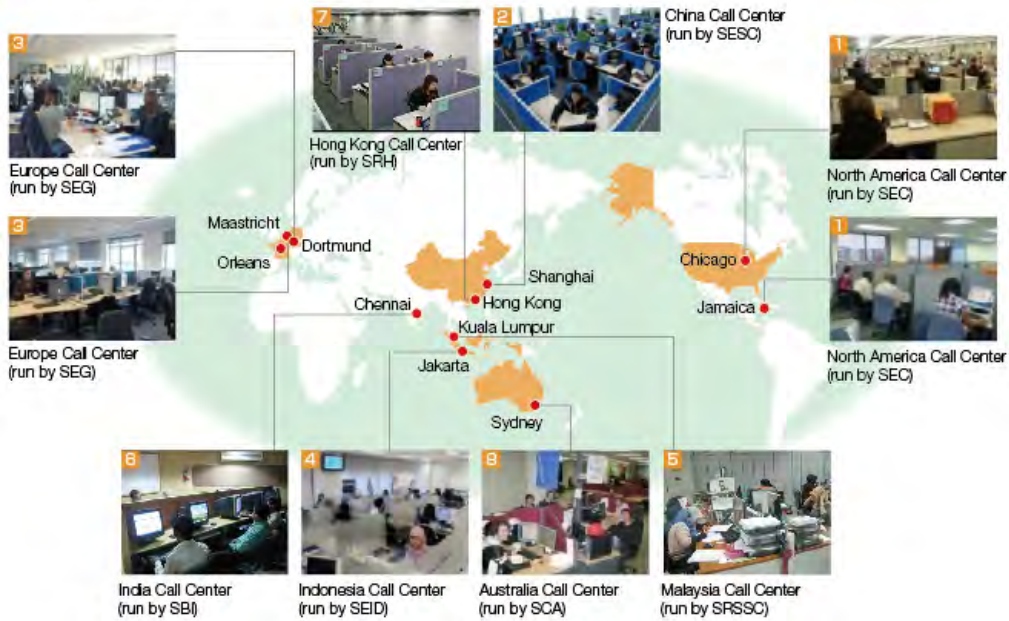 3
Europe Call Center
(run by SEG)
7
Hong Kong Call Center
(run by SRH)
2
China Call Center
(run by SESC)
1
North America Call Center
(run by SEC)
3
Europe Call Center
(run by SEG)
1
North America Call Center
(run by SEC)
Maastricht
Dortmund
Orleans
Chennai
Shanghai
Hong Kong
Kuala Lumpur
Jakarta
Sydney
Chicago
Jamaica
6
India Call Center
(run by SBI)
4
Indonesia Call Center
(run by SEID)
8
Australia Call Center
(run by SCA)
5
Malaysia Call Center
(run by SRSSC)